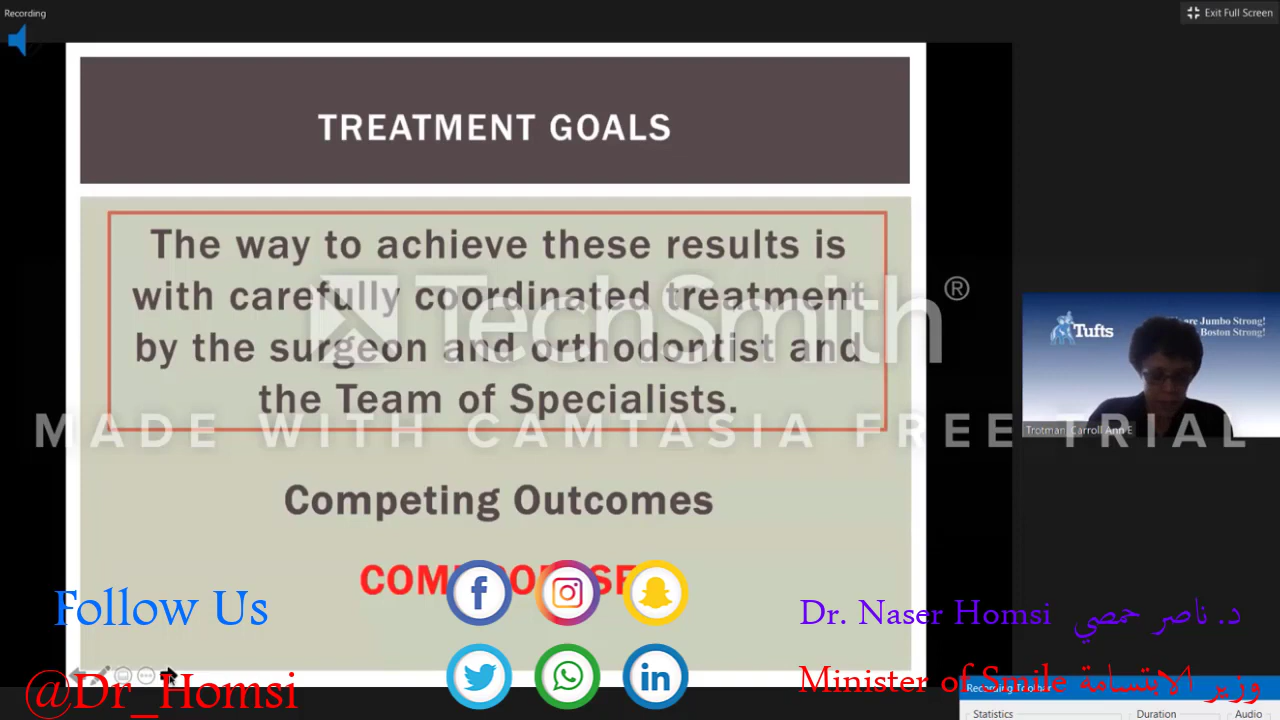 Recording
Exit Full Screen
TREATMENT GOALS
The way to achieve these results is
with carefully coordinated treatment
by the surgeon and orthodontist and
the Team of Specialists.
TechSmith®
MADE WITH CAMTASIA FREE TRIAL
Competing Outcomes
Tufts
are Jumbo Strong!
Boston Strong!
Trotman, Carroll Ann E
Follow Us
@Dr_Homsi
Dr. Naser Homsi د. ناصر حمصي
Minister of Smile وزير الابتسامة
Recording Toolbar
Statistics
Duration
Audio